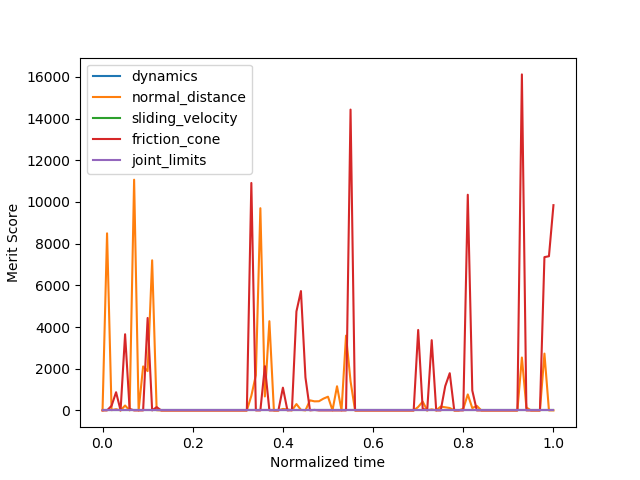 16000
14000
12000
10000
8000
6000
4000
2000
0
Merit Score
dynamics
normal_distance
sliding_velocity
friction_cone
joint_limits
0.0 0.2 0.4 0.6 0.8 1.0
Normalized time